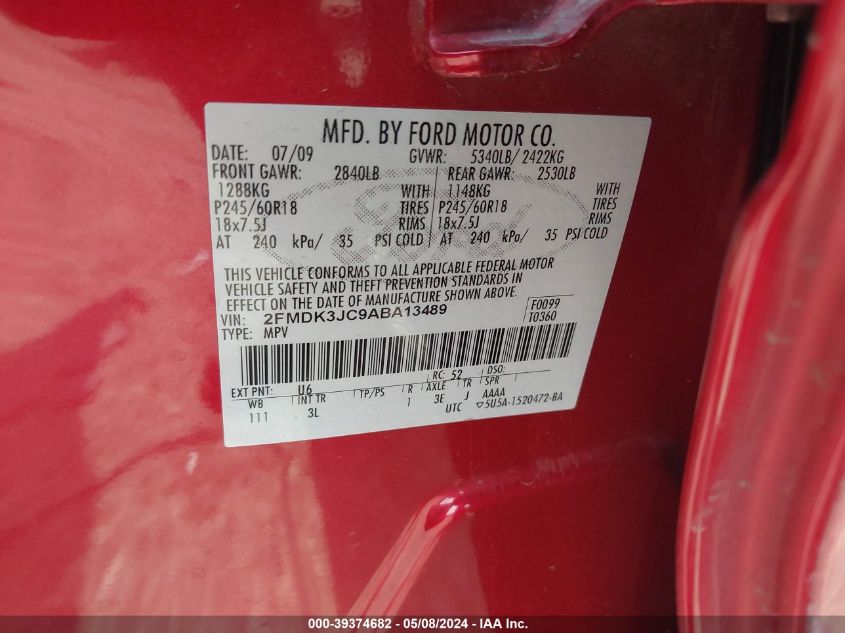 MFD. BY FORD MOTOR CO.
DATE: 07/09 GVWR: 5340LB/ 2422KG
FRONT GAWR: 2840LB REAR GAWR: 2530LB
1288KG WITH 1148KG WITH
P245/60R18 TIRES P245/60R18 TIRES
18x7.5J RIMS 18x7.5J RIMS
AT 240 kPa/ 35 PSI COLD AT 240 kPa/ 35 PSI COLD
Ford
THIS VEHICLE CONFORMS TO ALL APPLICABLE FEDERAL MOTOR
VEHICLE SAFETY AND THEFT PREVENTION STANDARDS IN
EFFECT ON THE DATE OF MANUFACTURE SHOWN ABOVE.
VIN: 2FMDK3JC9ABA13489 F0099
TYPE: MPV T0360
EXT PNT: U6 RC: 52 DSO:
WB INT TR TP/PS R AXLE TR SPR
111 3L 1 3E J AAAA
UTC ▽5U5A-1520472-BA
000-39374682 - 05/08/2024 - IAA Inc.